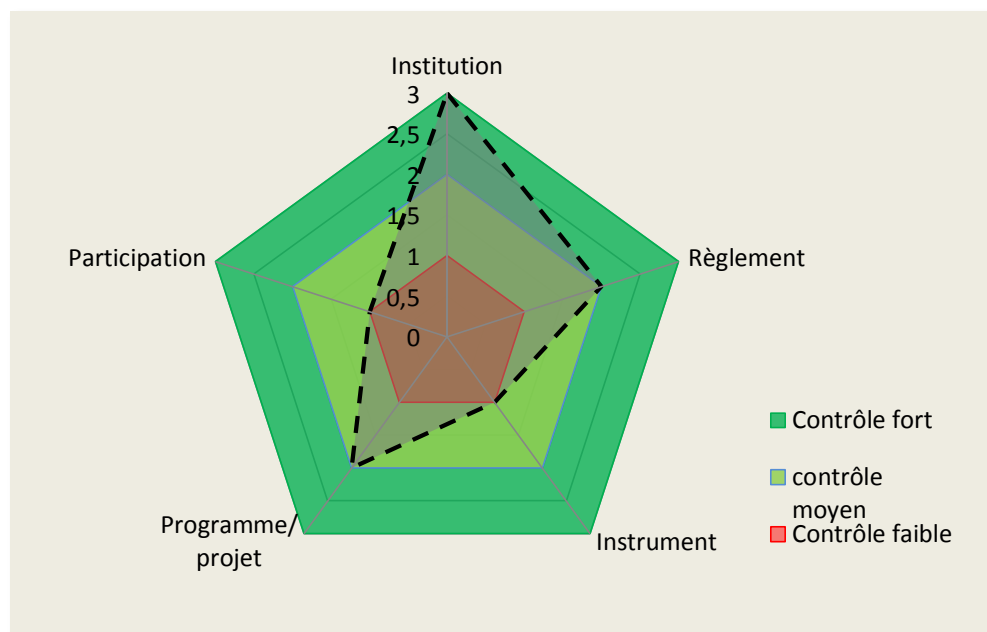 Institution
3
2,5
2
1,5
1
0,5
0
Participation
Règlement
Programme/
projet
Instrument
Contrôle fort
contrôle
moyen
Contrôle faible